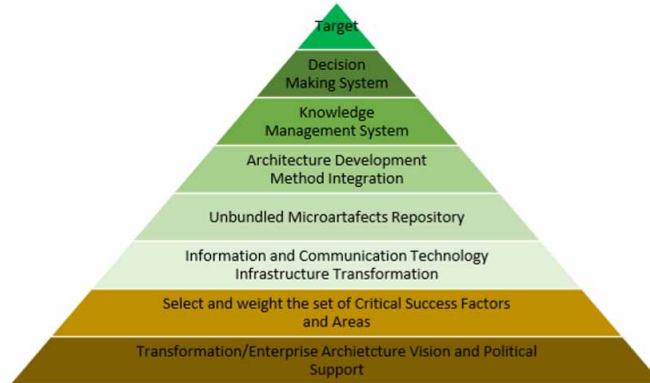 Target
Decision
Making System
Knowledge
Management System
Architecture Development
Method Integration
Unbundled Microartafects Repository
Information and Communication Technology
Infrastructure Transformation
Select and weight the set of Critical Success Factors
and Areas
Transformation/Enterprise Archietcture Vision and Political
Support